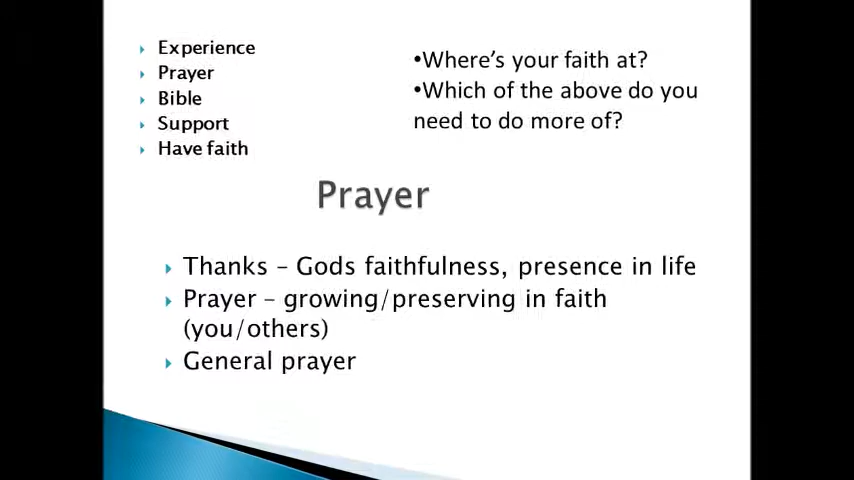 Experience
Prayer
Bible
Support
Have faith
•Where's your faith at?
•Which of the above do you
need to do more of?
Prayer
Thanks – Gods faithfulness, presence in life
Prayer – growing/preserving in faith
(you/others)
General prayer